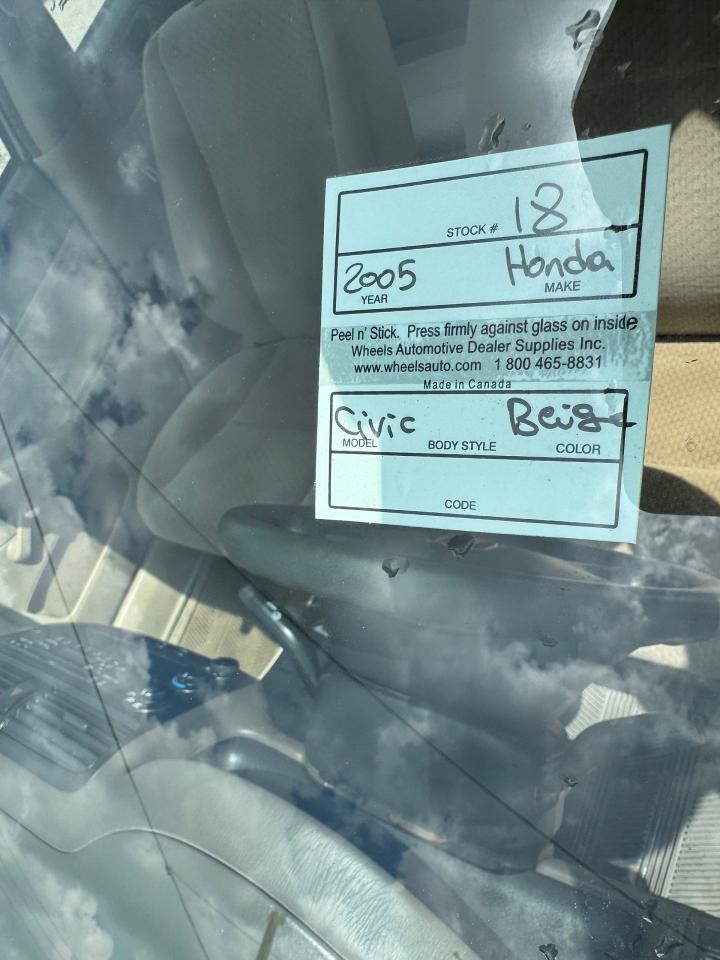 STOCK # 18
2005 Honda
YEAR MAKE
Peel n' Stick. Press firmly against glass on inside
Wheels Automotive Dealer Supplies Inc.
www.wheelsauto.com 1 800 465-8831
Made in Canada
Civic Beige
MODEL BODY STYLE COLOR
CODE